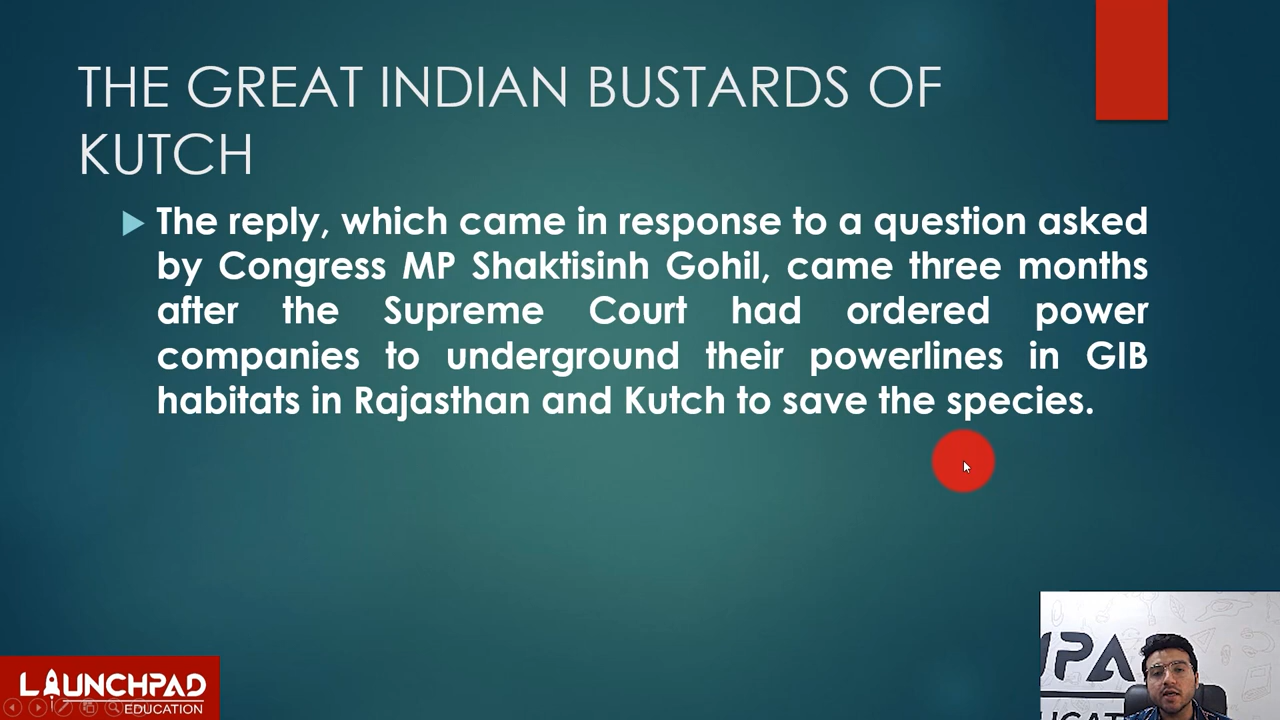 THE GREAT INDIAN BUSTARDS OF
KUTCH
The reply, which came in response to a question asked
by Congress MP Shaktisinh Gohil, came three months
after the Supreme Court had ordered power
companies to underground their powerlines in GIB
habitats in Rajasthan and Kutch to save the species.
LAUNCHPAD
EDUCATION